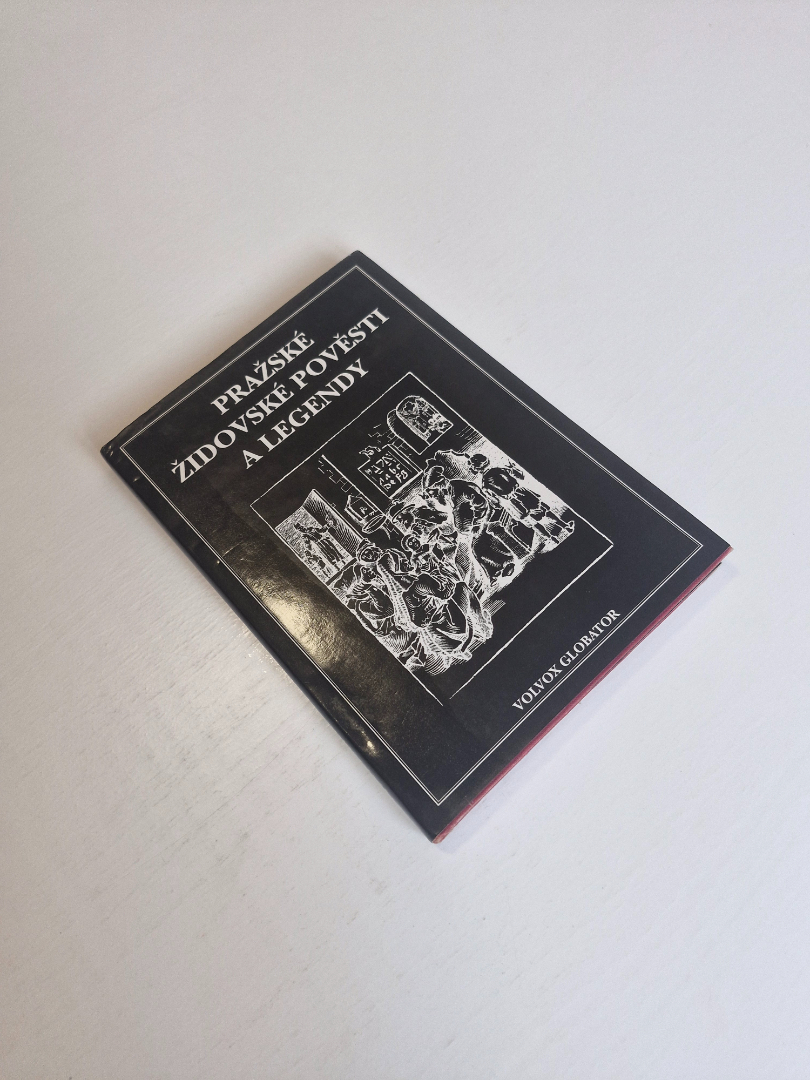 PRAŽSKÉ
ŽIDOVSKÉ POVĚSTI
A LEGENDY
VOLVOX GLOBATOR